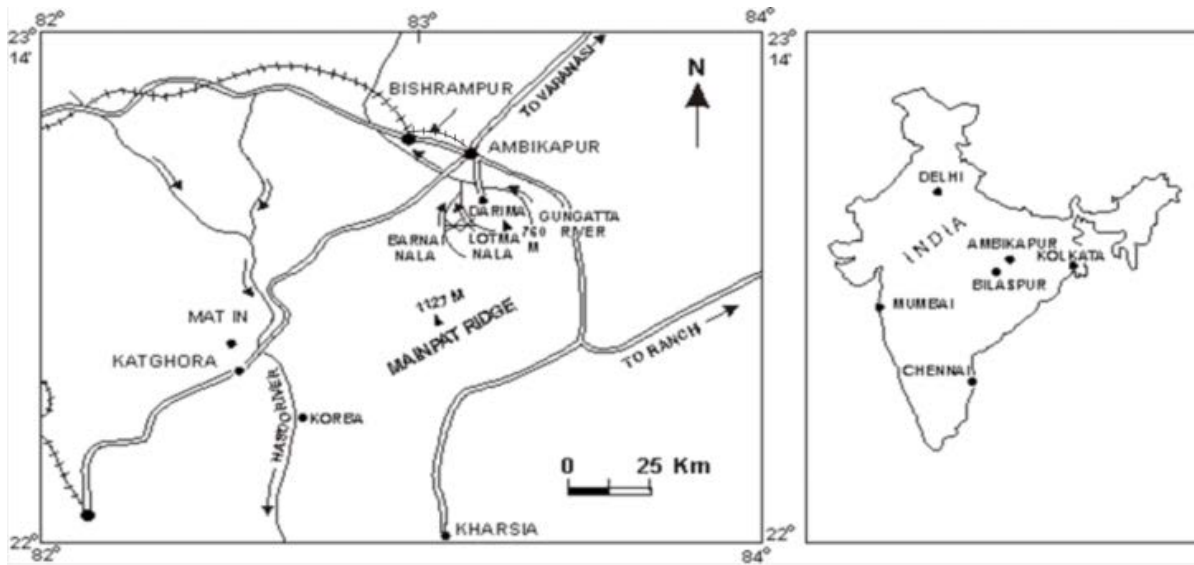 82°
83°
84°
23°
14'
23°
14'
BISHRAMPUR
TO VARANASI
N
AMBIKAPUR
DELHI
DARIMA
GUNGATTA
RIVER
760
M
BARNAI
NALA
LOTMA
NALA
INDIA
AMBIKAPUR
KOLKATA
BILASPUR
1127 M
MAINPAT RIDGE
MUMBAI
MAT IN
KATGHORA
TO RANCH
CHENNAI
HASDO RIVER
KORBA
0 25 Km
KHARSIA
22°
82°
84°
22°